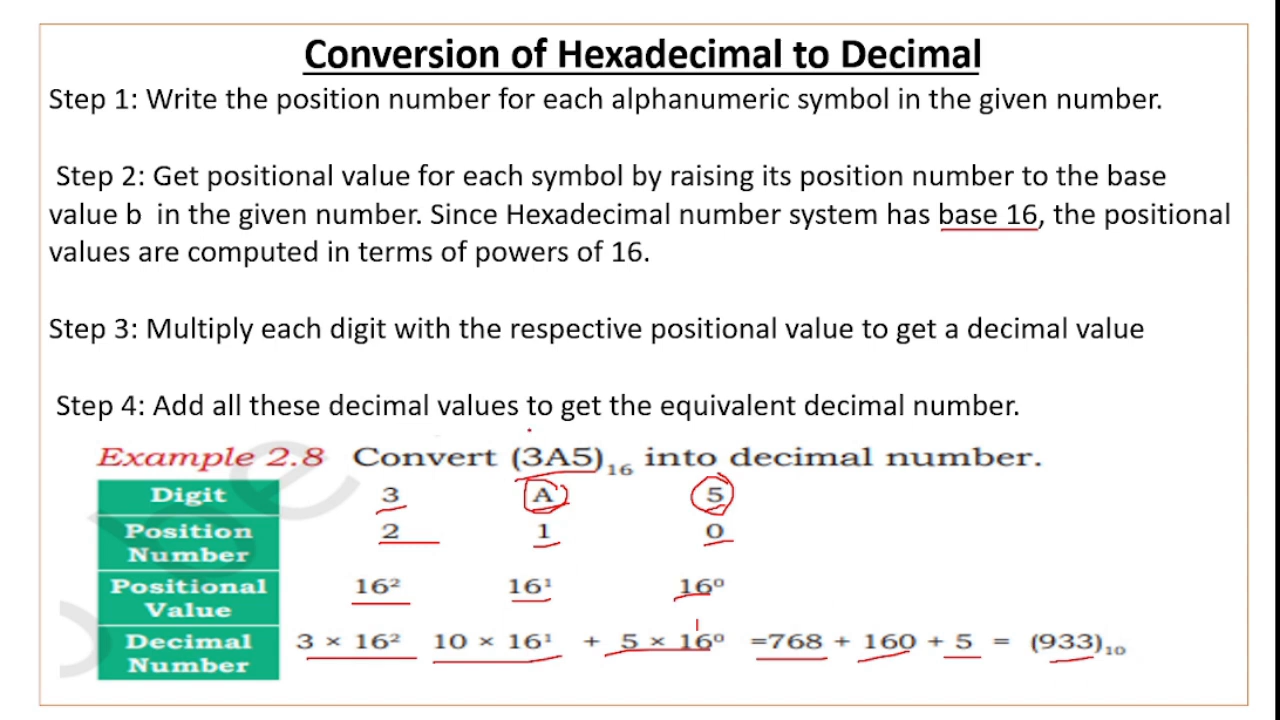 Conversion of Hexadecimal to Decimal
Step 1: Write the position number for each alphanumeric symbol in the given number.
Step 2: Get positional value for each symbol by raising its position number to the base
value b in the given number. Since Hexadecimal number system has base 16, the positional
values are computed in terms of powers of 16.
Step 3: Multiply each digit with the respective positional value to get a decimal value
Step 4: Add all these decimal values to get the equivalent decimal number.
Example 2.8 Convert (3A5)₁₆ into decimal number.
Digit 3 A 5
Position 2 1 0
Number
Positional 16² 16¹ 16⁰
Value
Decimal 3 × 16² 10 × 16¹ + 5 × 16⁰ =768 + 160 + 5 = (933)₁₀
Number